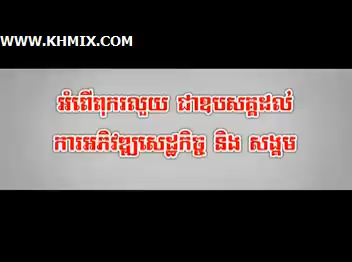 WWW.KHMIX.COM
អំពើពុករលួយ ជាឧបសគ្គដល់
ការអភិវឌ្ឍសេដ្ឋកិច្ច និង សង្គម